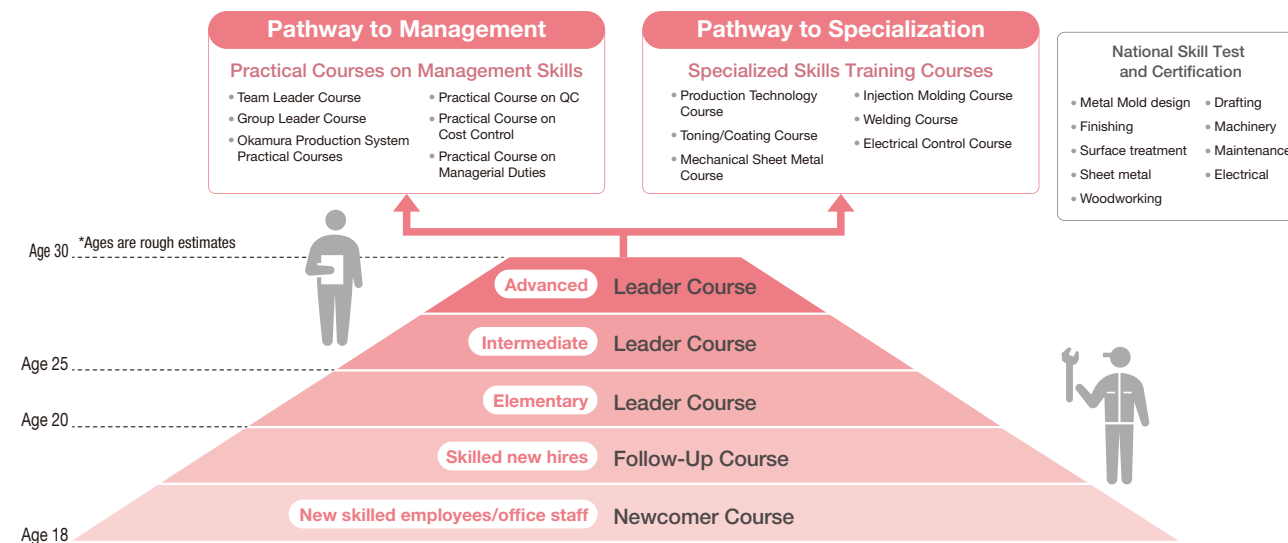 Pathway to Management
Practical Courses on Management Skills
• Team Leader Course
• Group Leader Course
• Okamura Production System
Practical Courses
• Practical Course on QC
• Practical Course on
Cost Control
• Practical Course on
Managerial Duties
Pathway to Specialization
Specialized Skills Training Courses
• Production Technology
Course
• Toning/Coating Course
• Mechanical Sheet Metal
Course
• Injection Molding Course
• Welding Course
• Electrical Control Course
National Skill Test
and Certification
• Metal Mold design
• Finishing
• Surface treatment
• Sheet metal
• Woodworking
• Drafting
• Machinery
• Maintenance
• Electrical
Age 30
*Ages are rough estimates
Advanced Leader Course
Intermediate Leader Course
Age 25
Elementary Leader Course
Age 20
Skilled new hires Follow-Up Course
New skilled employees/office staff Newcomer Course
Age 18